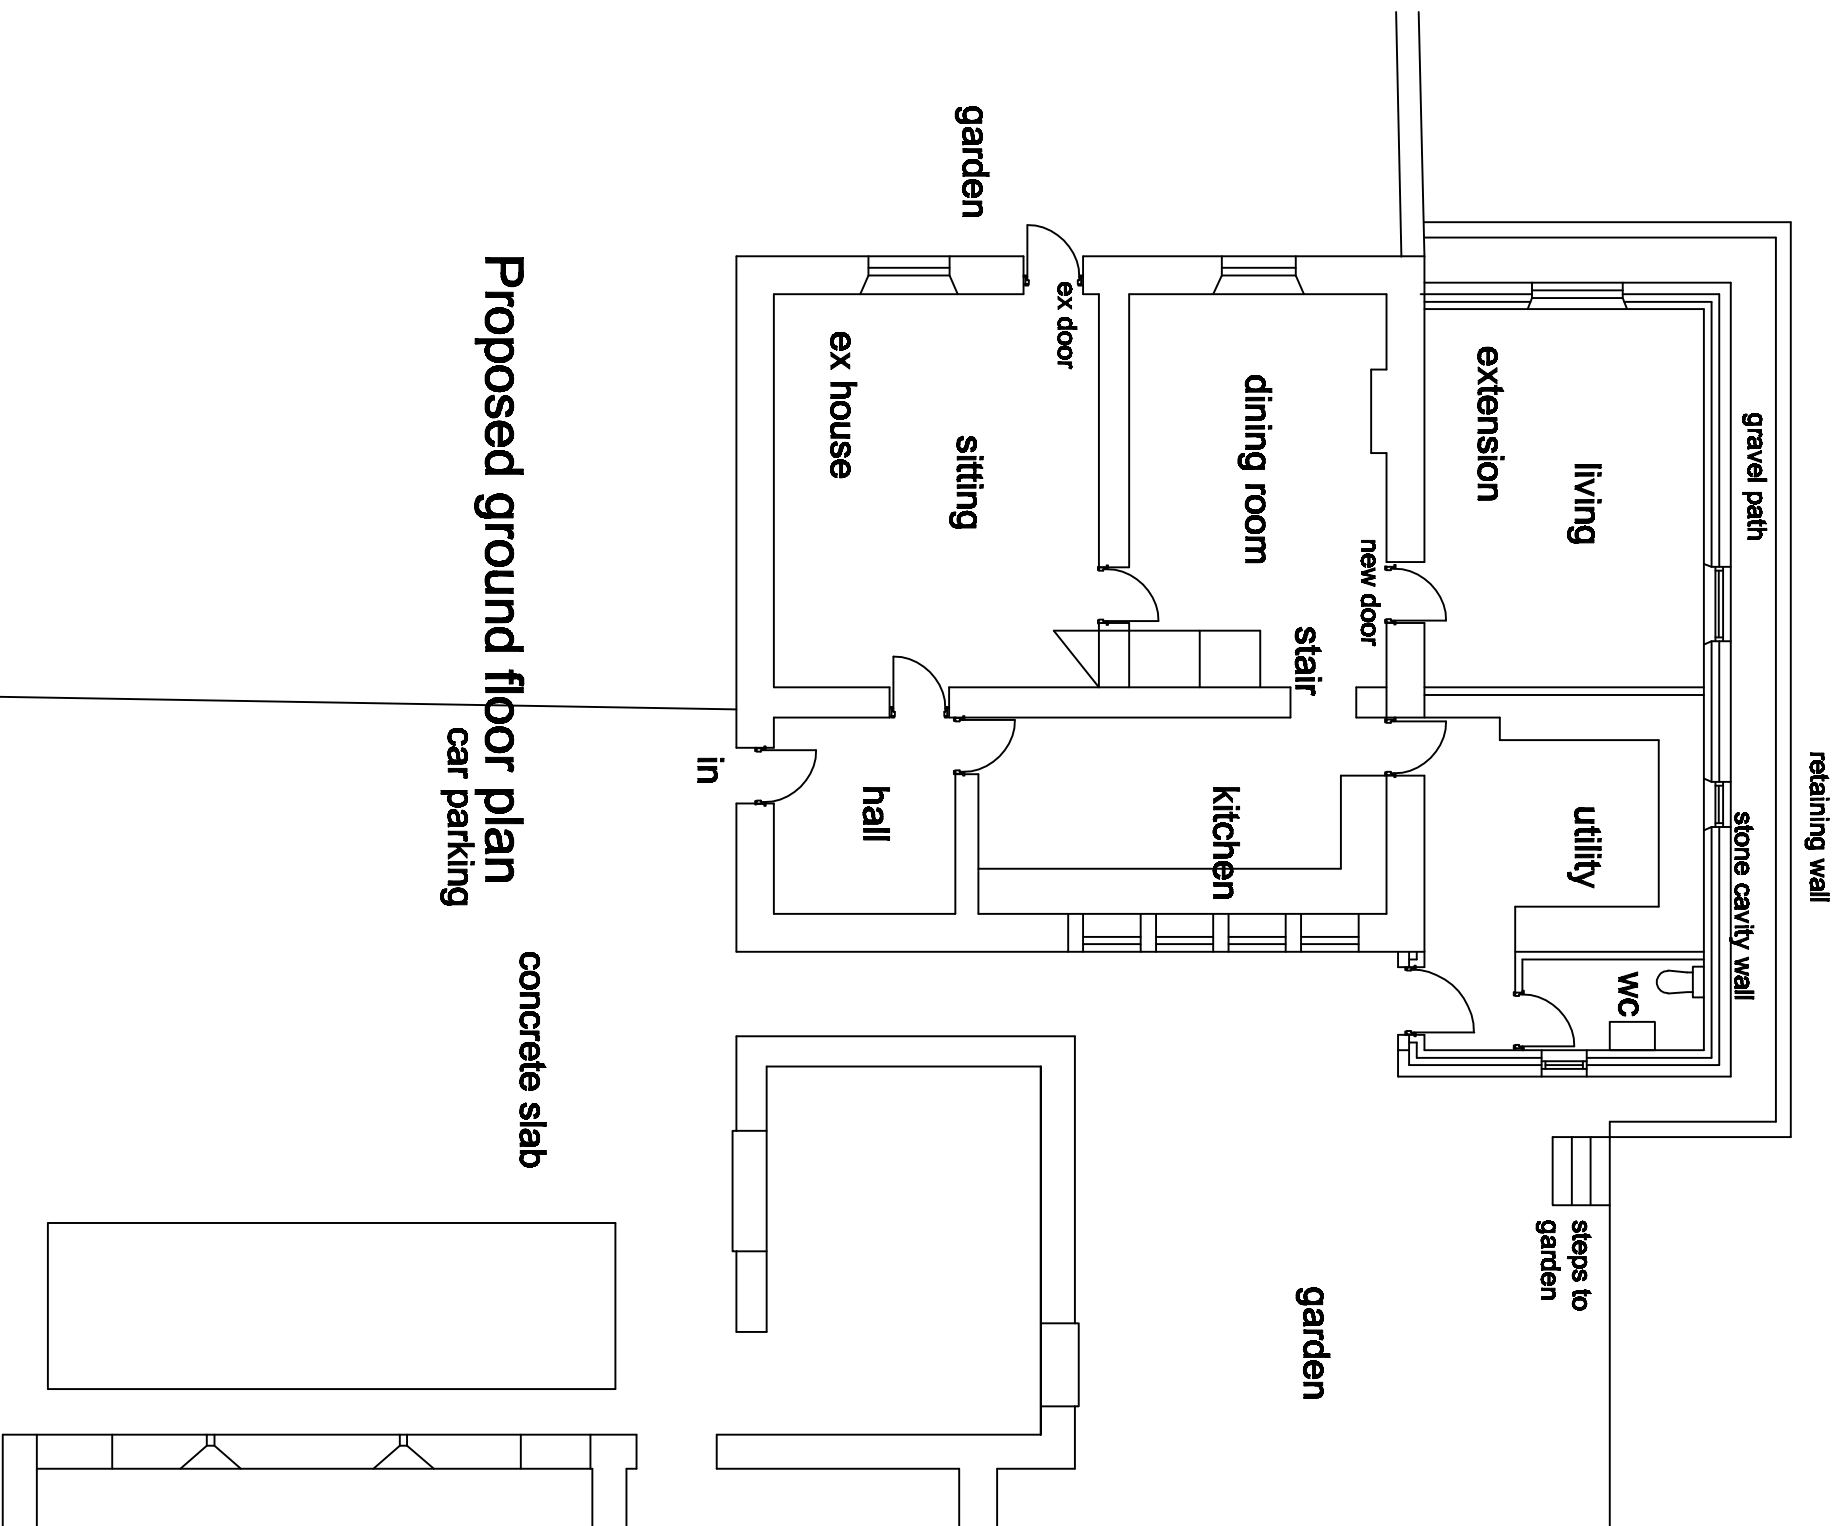 retaining wall
gravel path
stone cavity wall
living
utility
wc
steps to
garden
extension
new door
stair
garden
dining room
kitchen
ex door
garden
sitting
hall
ex house
in
concrete slab
Proposed ground floor plan
car parking